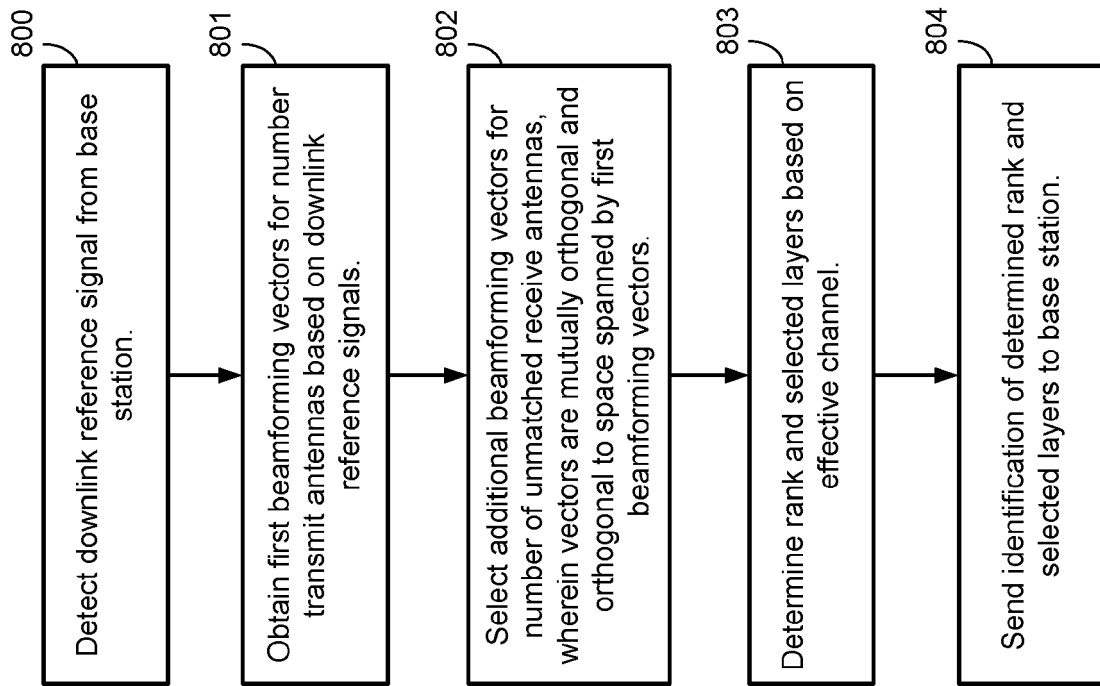 800
Detect downlink reference signal from base
station.
801
Obtain first beamforming vectors for number
transmit antennas based on downlink
reference signals.
802
Select additional beamforming vectors for
number of unmatched receive antennas,
wherein vectors are mutually orthogonal and
orthogonal to space spanned by first
beamforming vectors.
803
Determine rank and selected layers based on
effective channel.
804
Send identification of determined rank and
selected layers to base station.